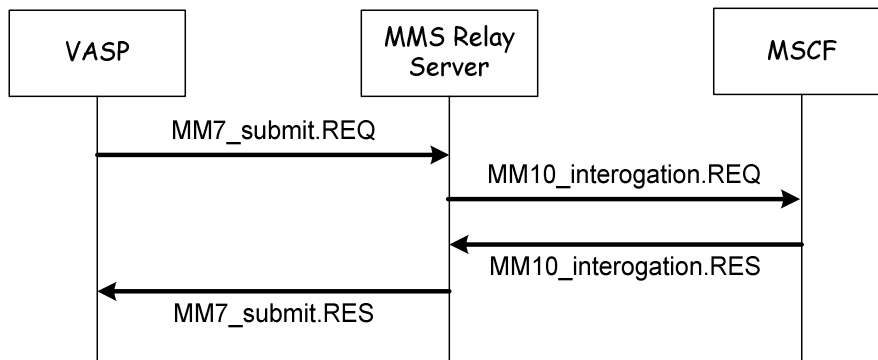 VASP
MMS Relay
Server
MSCF
MM7_submit.REQ
MM10_interogation.REQ
MM10_interogation.RES
MM7_submit.RES